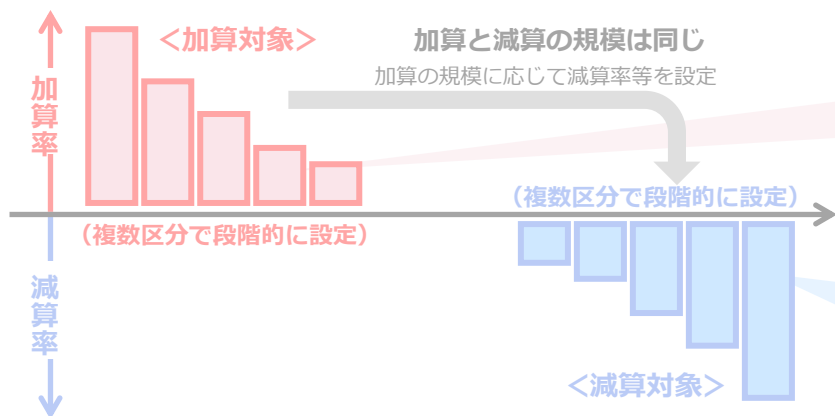 ＜加算対象＞
加算と減算の規模は同じ
加算の規模に応じて減算率等を設定
加算率
（複数区分で段階的に設定）
（複数区分で段階的に設定）
減算率
＜減算対象＞